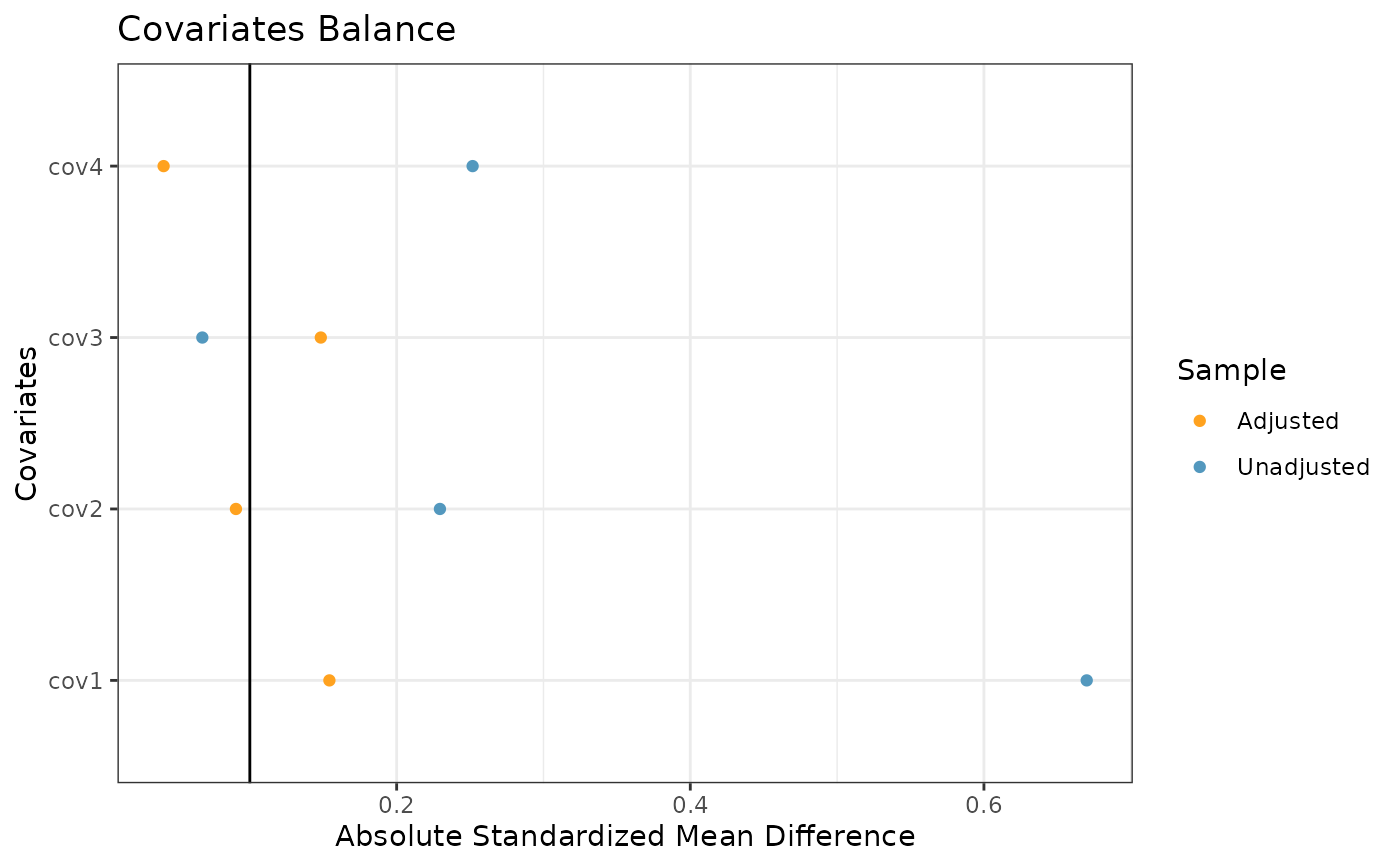 Covariates Balance
Covariates
cov4
cov3
cov2
cov1
0.2
0.4
0.6
Absolute Standardized Mean Difference
Sample
Adjusted
Unadjusted